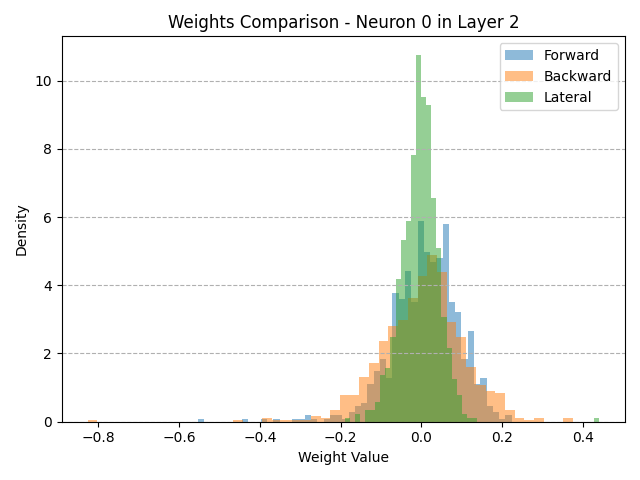 Weights Comparison - Neuron 0 in Layer 2
Forward
Backward
Lateral
Density
10
8
6
4
2
0
−0.8 −0.6 −0.4 −0.2 0.0 0.2 0.4
Weight Value